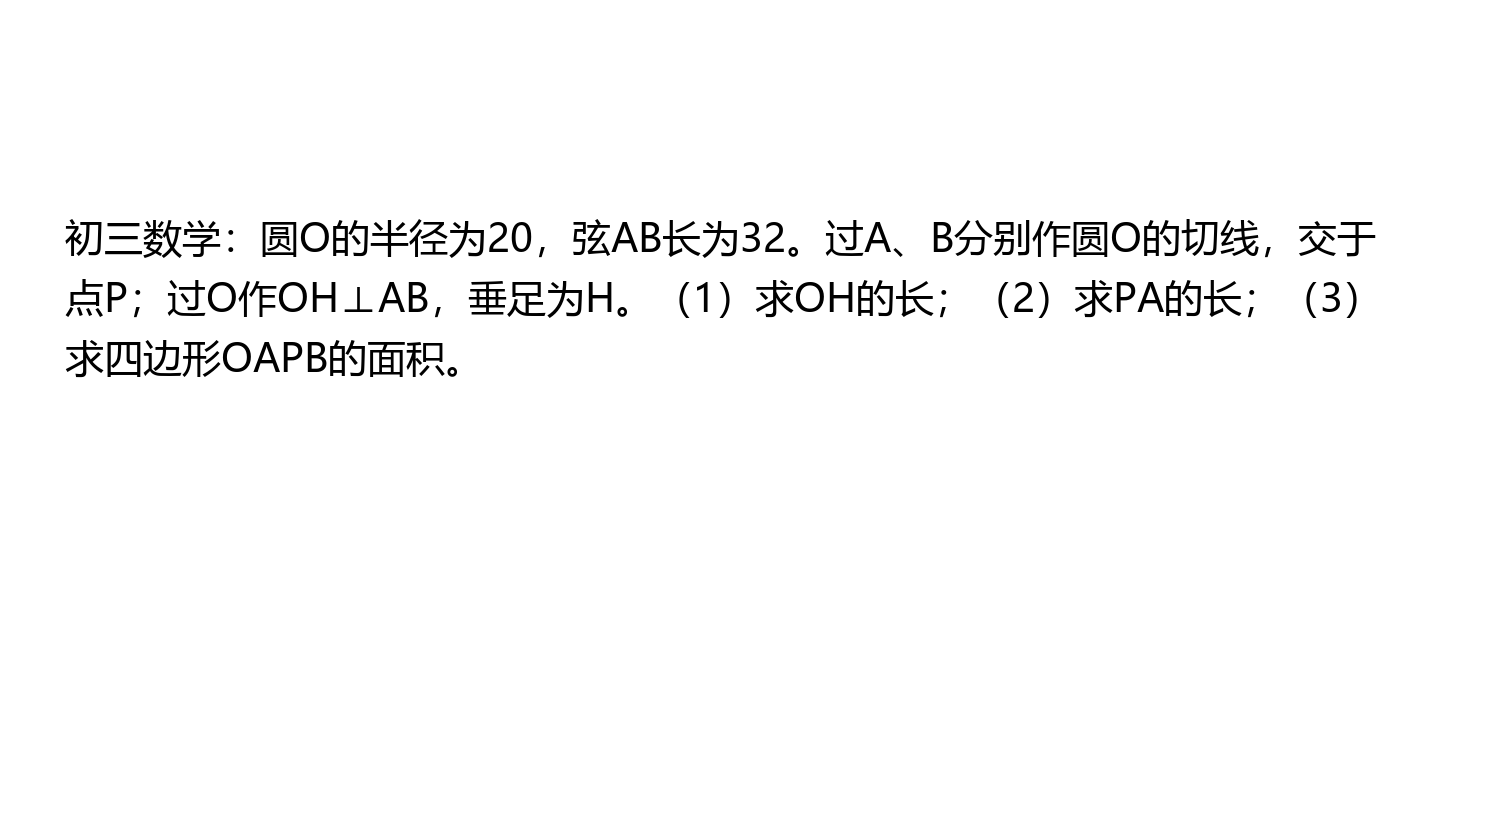 初三数学：圆O的半径为20，弦AB长为32。过A、B分别作圆O的切线，交于
点P；过O作OH⊥AB，垂足为H。（1）求OH的长；（2）求PA的长；（3）
求四边形OAPB的面积。